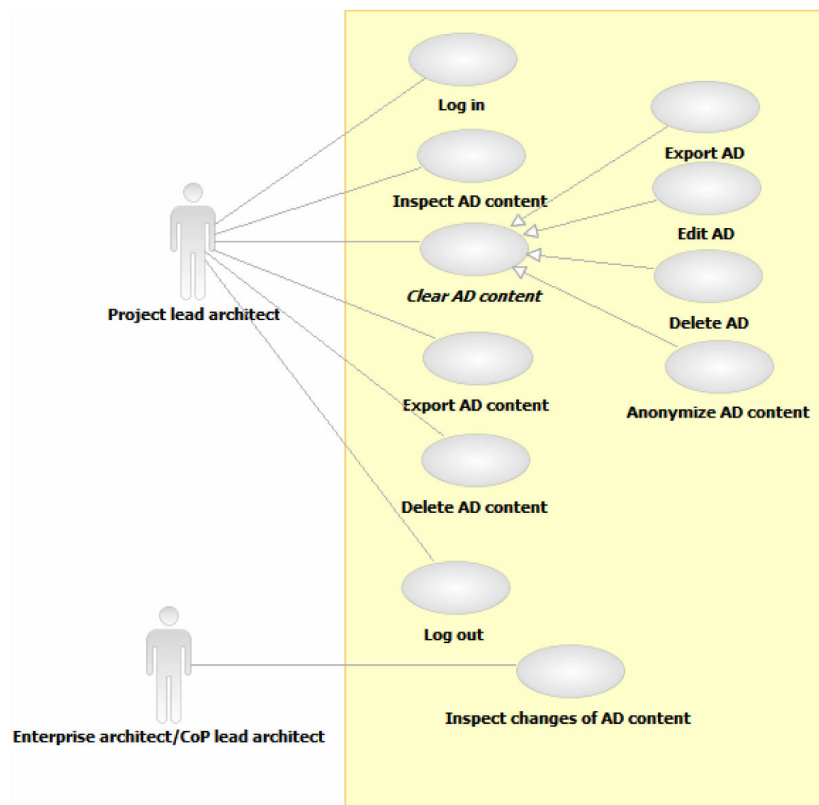 Log in
Export AD
Inspect AD content
Edit AD
Clear AD content
Project lead architect
Delete AD
Export AD content
Anonymize AD content
Delete AD content
Log out
Inspect changes of AD content
Enterprise architect/CoP lead architect